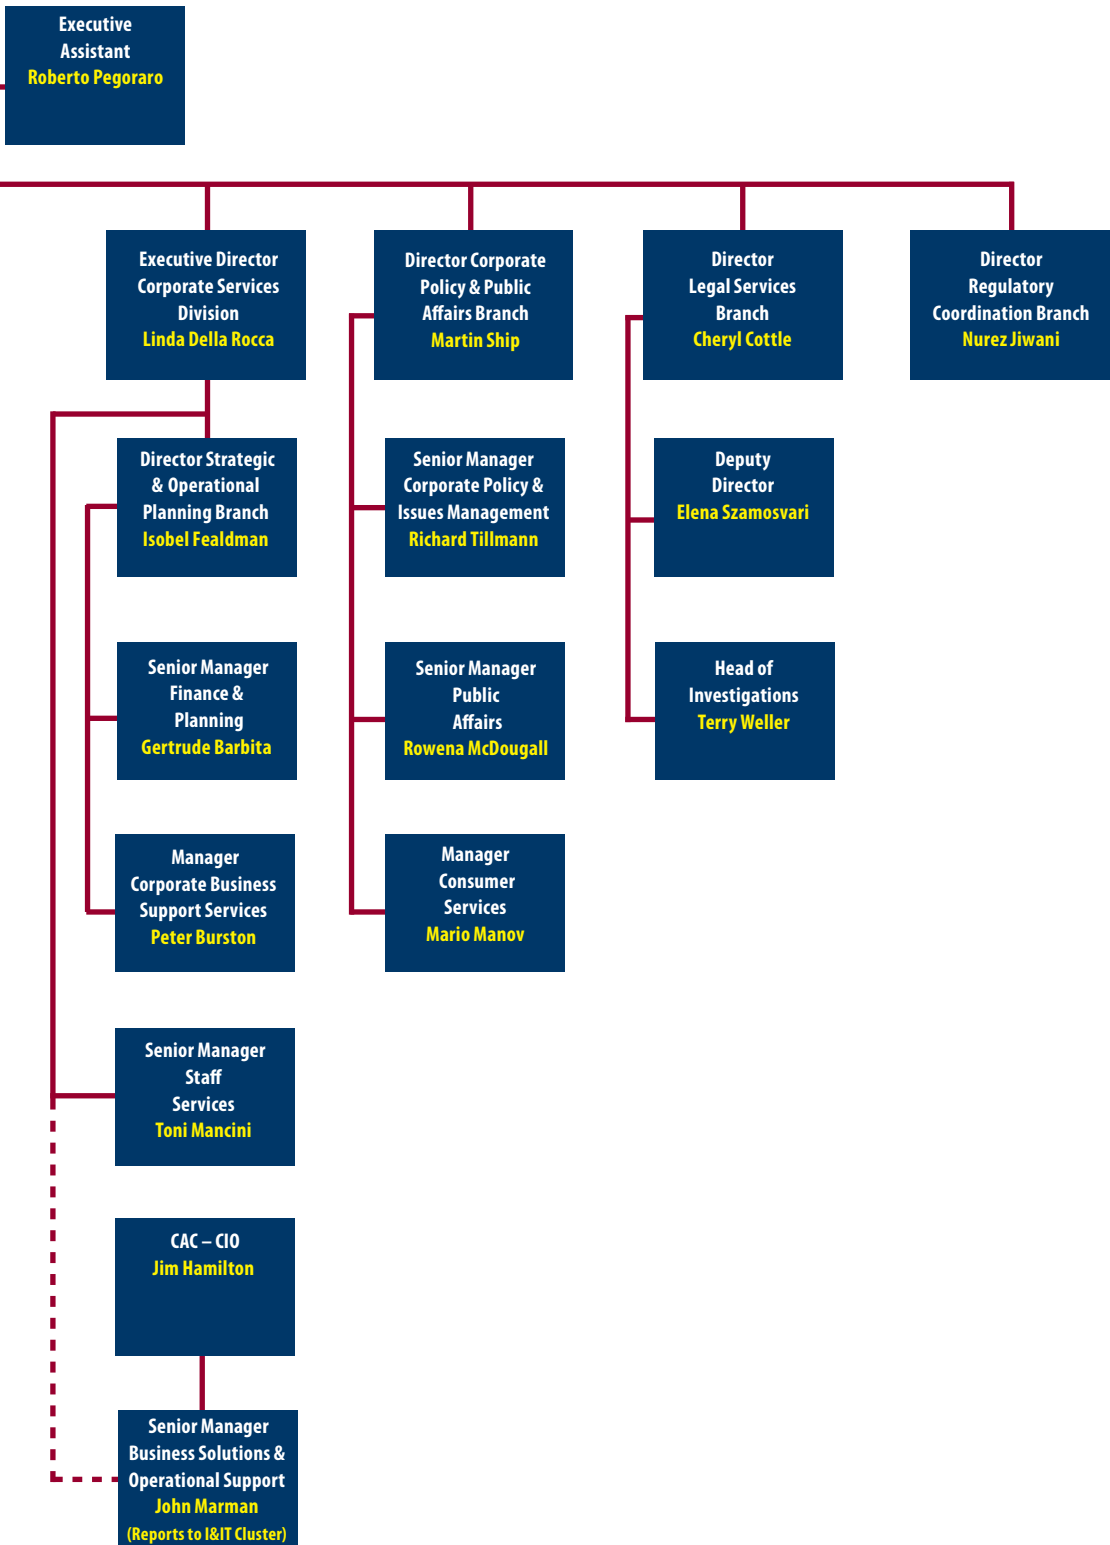 Executive
Assistant
Roberto Pegoraro
Executive Director
Corporate Services
Division
Linda Della Rocca
Director Corporate
Policy & Public
Affairs Branch
Martin Ship
Director
Legal Services
Branch
Cheryl Cottle
Director
Regulatory
Coordination Branch
Nurez Jiwani
Director Strategic
& Operational
Planning Branch
Isobel Fealdman
Senior Manager
Corporate Policy &
Issues Management
Richard Tillmann
Deputy
Director
Elena Szamosvari
Senior Manager
Finance &
Planning
Gertrude Barbita
Senior Manager
Public
Affairs
Rowena McDougall
Head of
Investigations
Terry Weller
Manager
Corporate Business
Support Services
Peter Burston
Manager
Consumer
Services
Mario Manov
Senior Manager
Staff
Services
Toni Mancini
CAC – CIO
Jim Hamilton
Senior Manager
Business Solutions &
Operational Support
John Marman
(Reports to I&IT Cluster)